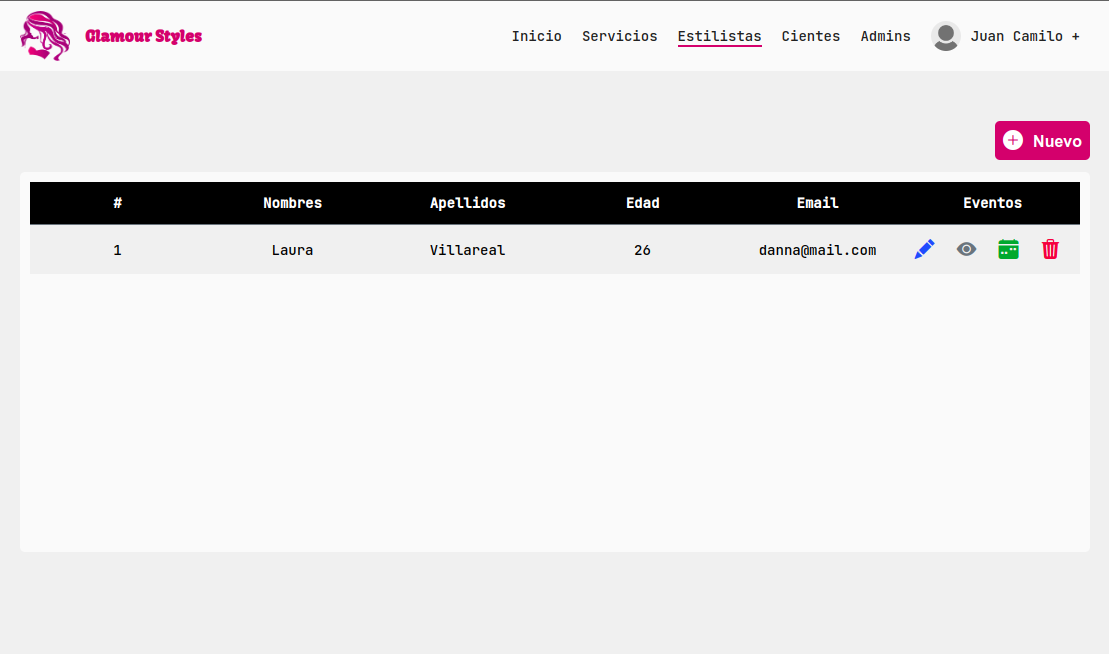 Glamour Styles Inicio Servicios Estilistas Cientes Admins Juan Camilo +
Nuevo
# Nombres Apellidos Edad Email Eventos
1 Laura Villareal 26 danna@mail.com